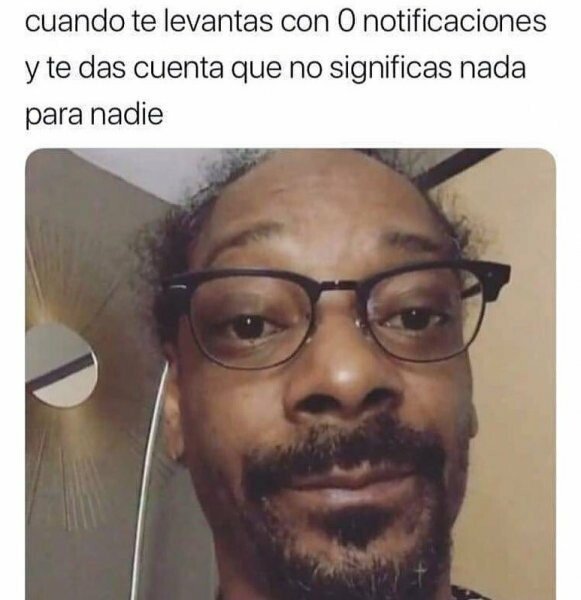 cuando te levantas con 0 notificaciones
y te das cuenta que no significas nada
para nadie